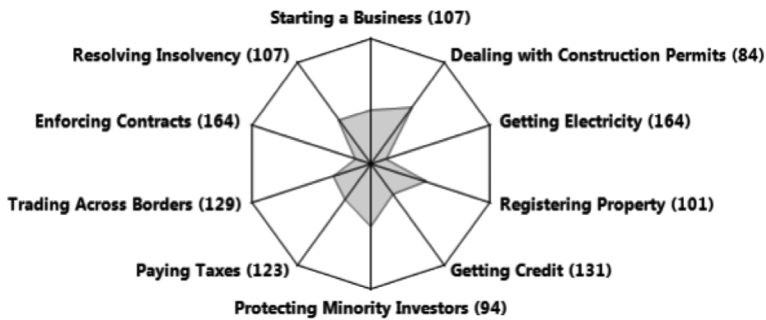 Starting a Business (107)
Resolving Insolvency (107)
Dealing with Construction Permits (84)
Enforcing Contracts (164)
Getting Electricity (164)
Trading Across Borders (129)
Registering Property (101)
Paying Taxes (123)
Getting Credit (131)
Protecting Minority Investors (94)